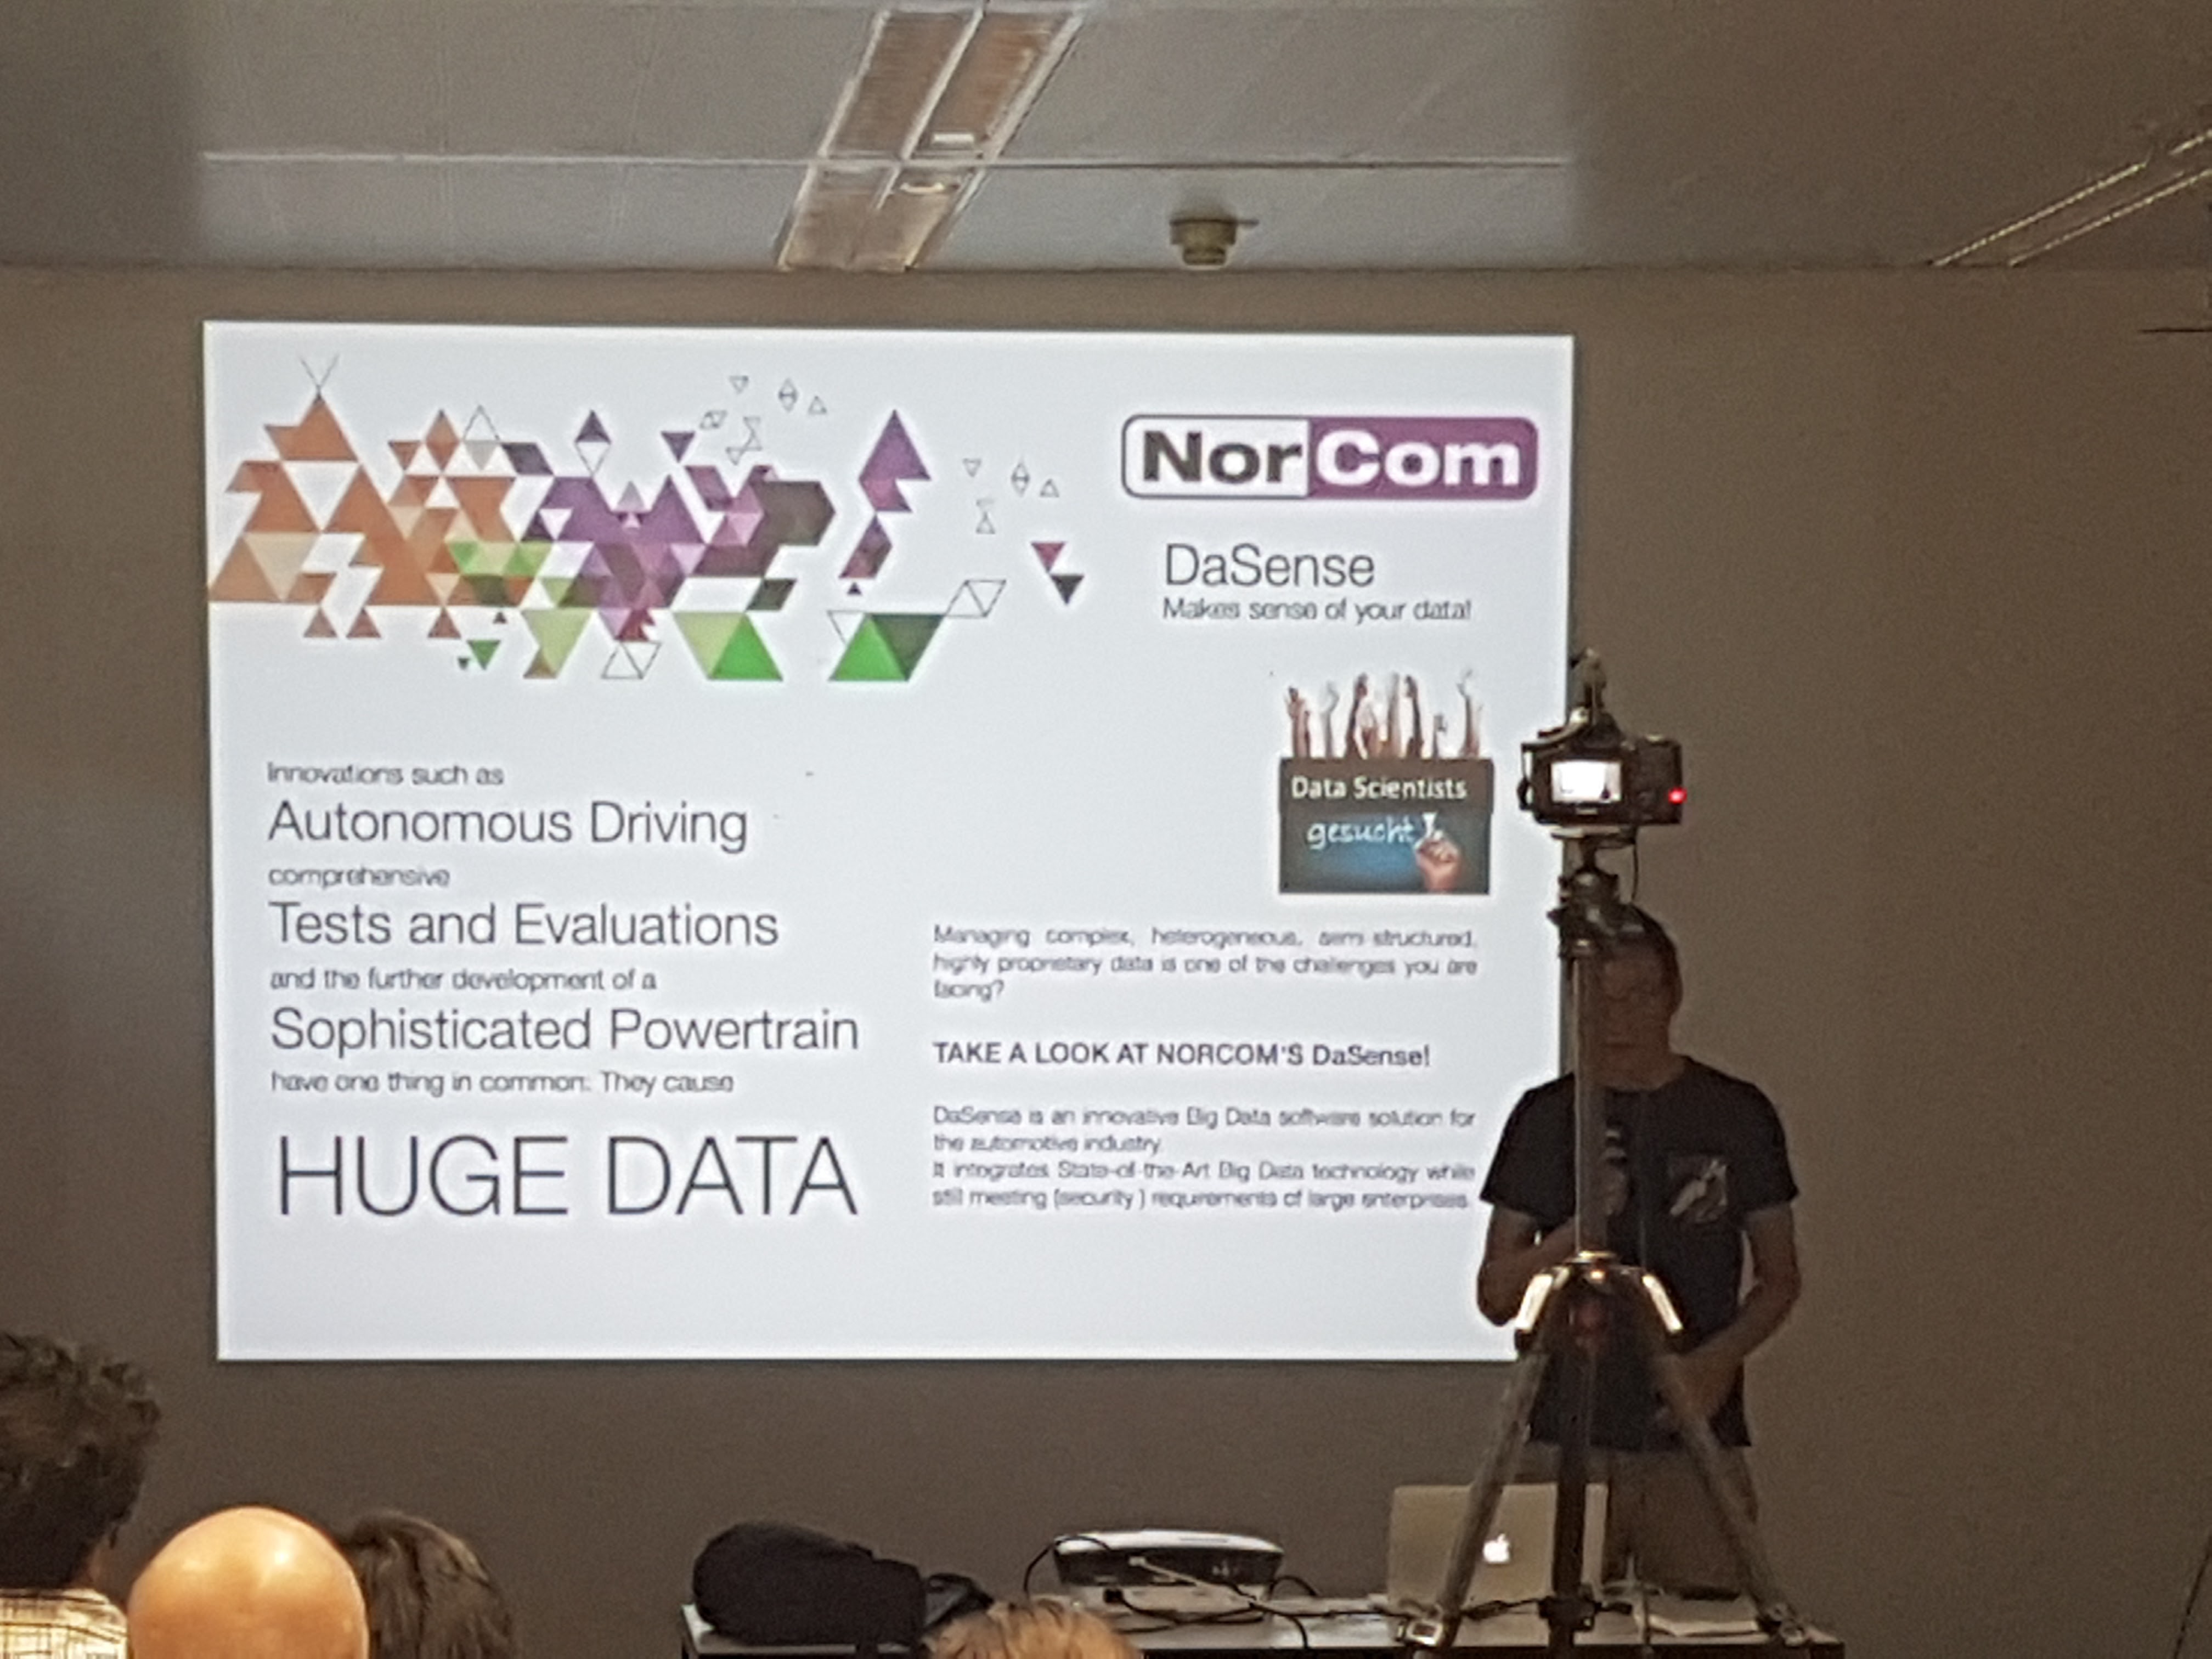 NorCom
DaSense
Makes sense of your data!
Data Scientists
gesucht
Innovations such as
Autonomous Driving
comprehensive
Tests and Evaluations
and the further development of a
Sophisticated Powertrain
have one thing in common: They cause
HUGE DATA
Managing complex, heterogeneous, semi-structured,
highly proprietary data is one of the challenges you are
facing?
TAKE A LOOK AT NORCOM'S DaSense!
DaSense is an innovative Big Data software solution for
the automotive industry.
It integrates State-of-the-Art Big Data technology while
still meeting (security ) requirements of large enterprises.